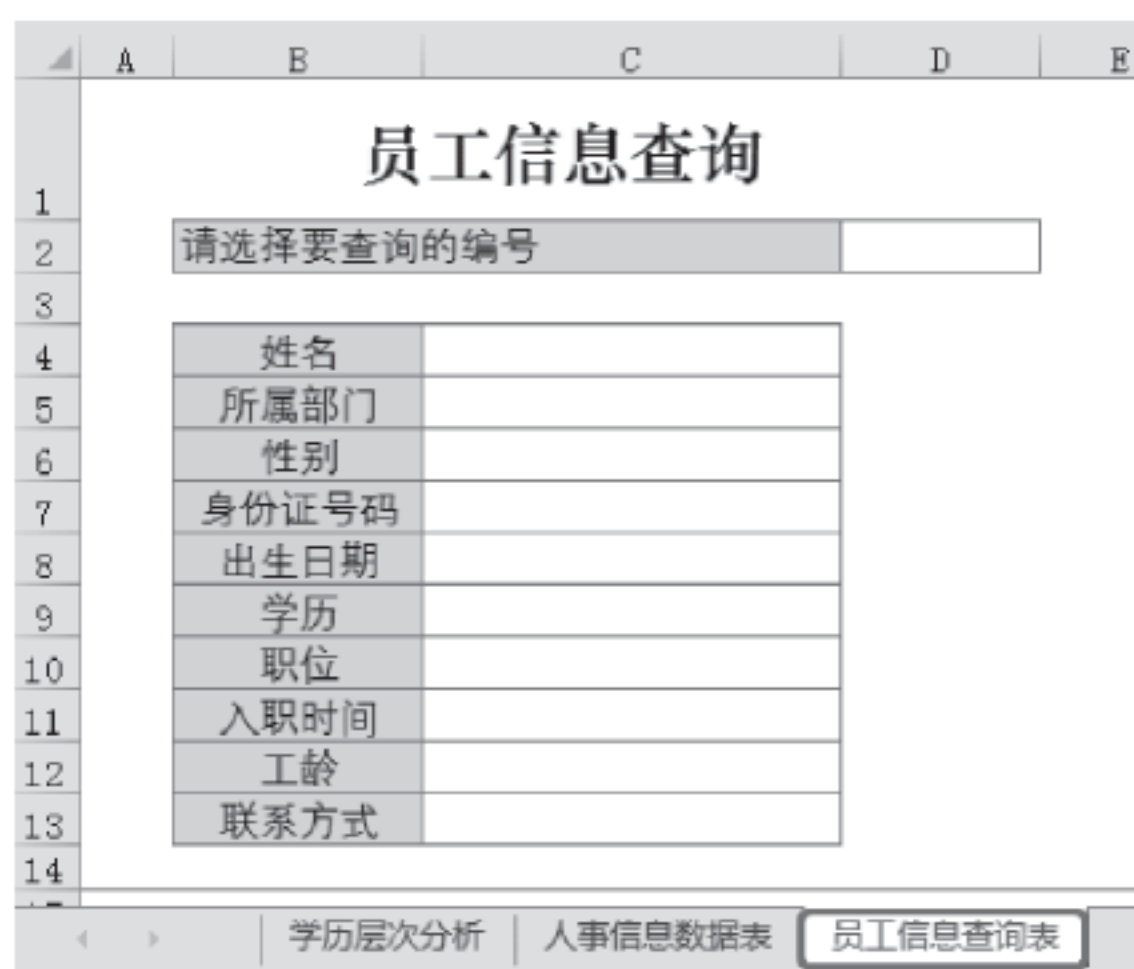 A B C D E
1 员工信息查询
2 请选择要查询的编号
3
4 姓名
5 所属部门
6 性别
7 身份证号码
8 出生日期
9 学历
10 职位
11 入职时间
12 工龄
13 联系方式
14
学历层次分析 人事信息数据表 员工信息查询表